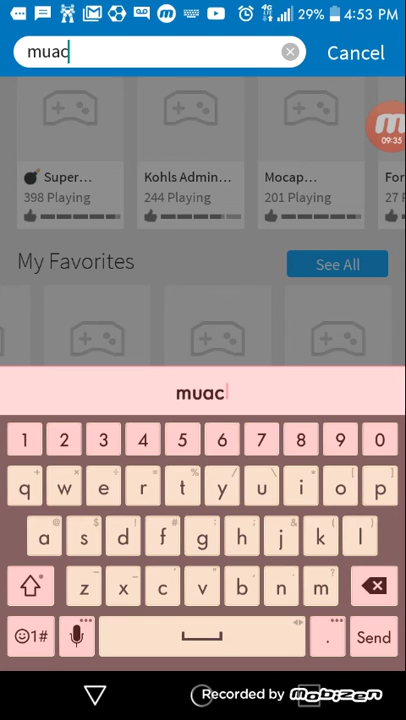 29% 4:53 PM
muac
Cancel
09:35
Super... Kohls Admin... Mocap... For
398 Playing 244 Playing 201 Playing 27 P
My Favorites See All
muac
1 2 3 4 5 6 7 8 9 0
q w e r t y u i o p
a s d f g h j k l
z x c v b n m
1# . Send
Recorded by Mobizen